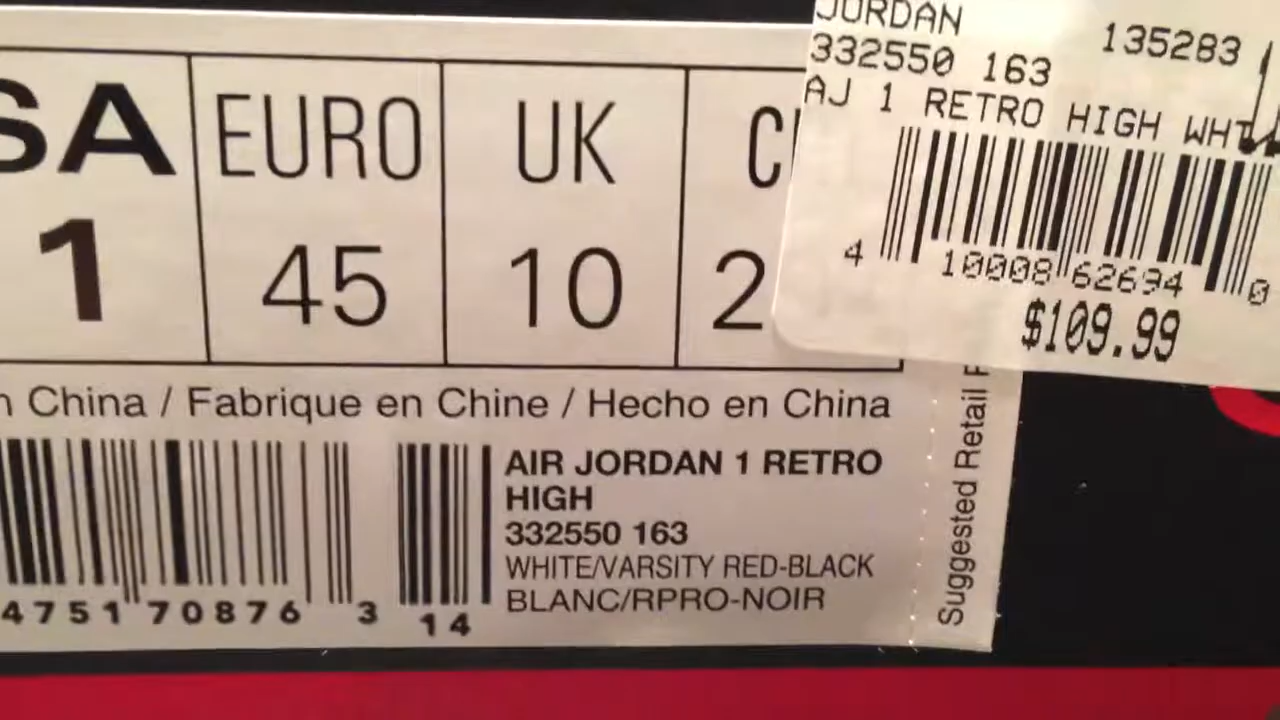 SA EURO UK C
1 45 10 2
n China / Fabrique en Chine / Hecho en China
4751 70876 3 14
AIR JORDAN 1 RETRO
HIGH
332550 163
WHITE/VARSITY RED-BLACK
BLANC/RPRO-NOIR
Suggested Retail
JORDAN 135283
332550 163
AJ 1 RETRO HIGH WHT
4 10008 62694 0
$109.99